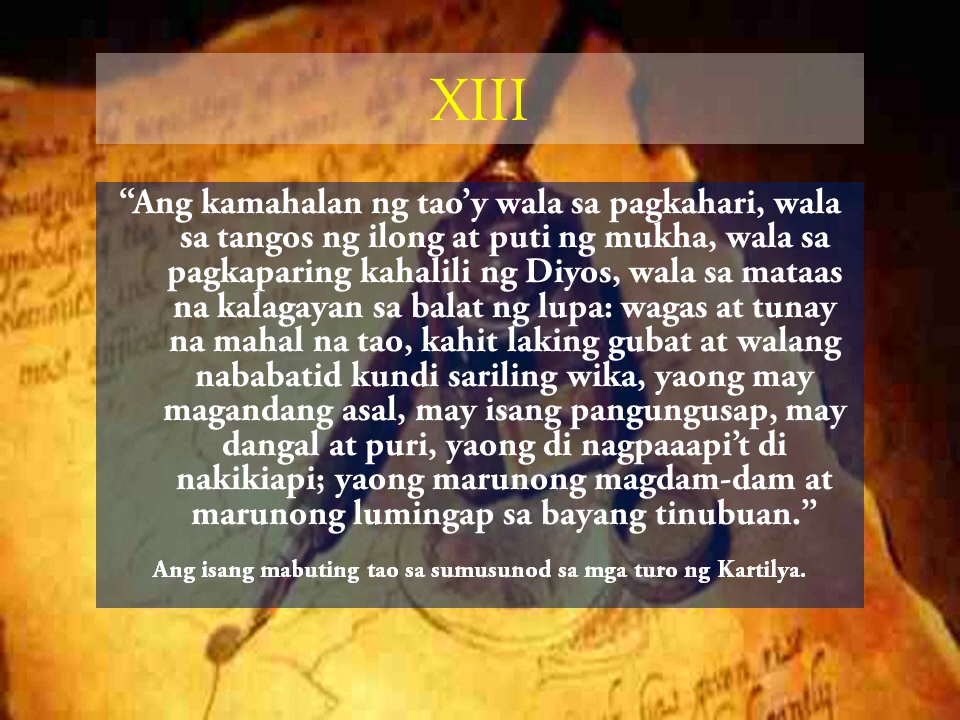 XIII
“Ang kamahalan ng tao’y wala sa pagkahari, wala
sa tangos ng ilong at puti ng mukha, wala sa
pagkaparing kahalili ng Diyos, wala sa mataas
na kalagayan sa balat ng lupa: wagas at tunay
na mahal na tao, kahit laking gubat at walang
nababatid kundi sariling wika, yaong may
magandang asal, may isang pangungusap, may
dangal at puri, yaong di nagpaaapi’t di
nakikiapi; yaong marunong magdam-dam at
marunong lumingap sa bayang tinubuan.”
Ang isang mabuting tao sa sumusunod sa mga turo ng Kartilya.